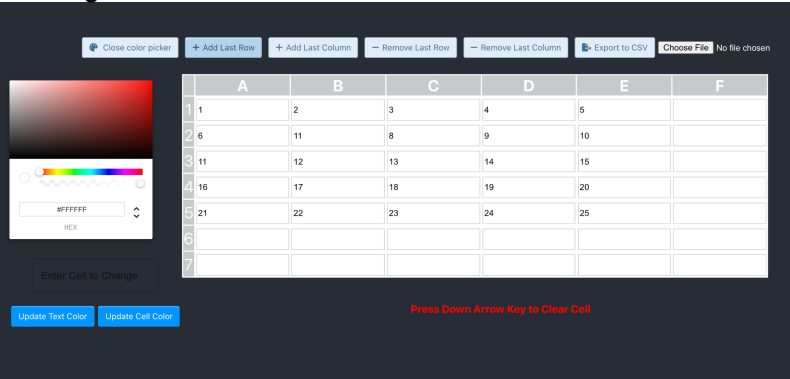 Close color picker + Add Last Row + Add Last Column − Remove Last Row − Remove Last Column Export to CSV Choose File No file chosen
A B C D E F
1 1 2 3 4 5
2 6 11 8 9 10
3 11 12 13 14 15
4 16 17 18 19 20
5 21 22 23 24 25
6
7
#FFFFFF
HEX
Enter Cell to Change
Update Text Color Update Cell Color
Press Down Arrow Key to Clear Cell